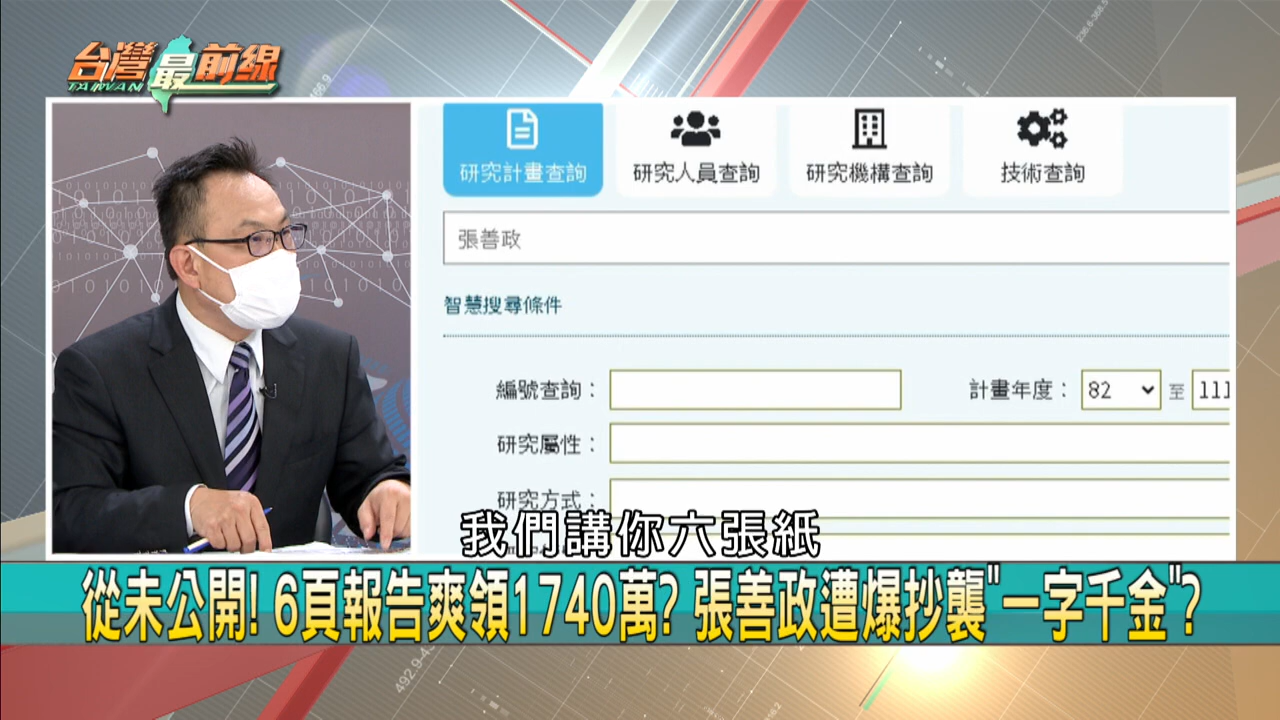 台灣最前線
TAIWAN
研究計畫查詢
研究人員查詢
研究機構查詢
技術查詢
張善政
智慧搜尋條件
編號查詢：
計畫年度： 82 至 111
研究屬性：
研究方式：
我們講你六張紙
從未公開! 6頁報告爽領1740萬? 張善政遭爆抄襲"一字千金"?